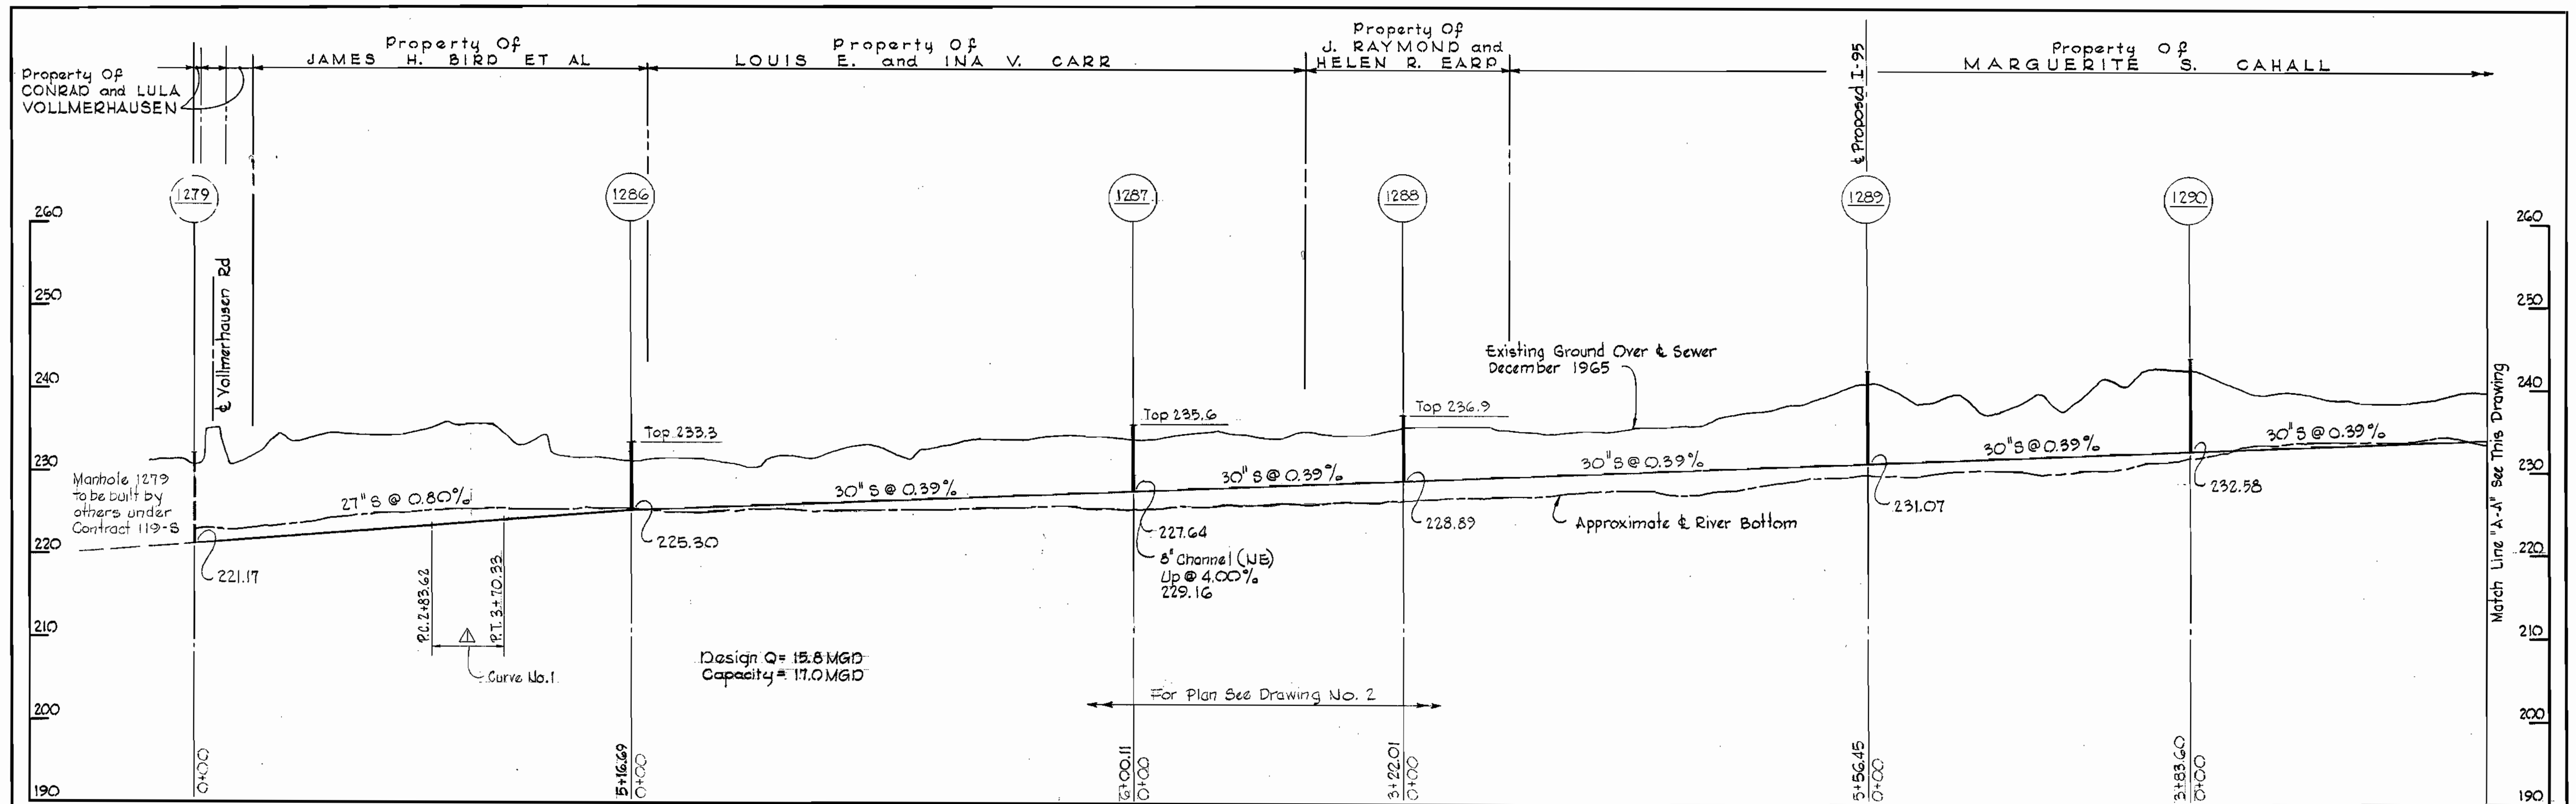 Property Of
CONRAD and LULA
VOLLMERHAUSEN
Property Of
JAMES H. BIRD ET AL
Property Of
LOUIS E. and INA V. CARR
Property Of
J. RAYMOND and
HELEN R. EARP
℄ Proposed I-95
Property Of
MARGUERITE S. CAHALL
1279
1286
1287
1288
1289
1290
260
250
240
230
220
210
200
190
260
250
240
230
220
210
200
190
℄ Vollmerhausen Rd
Manhole 1279
to be built by
others under
Contract 119-S
27" S @ 0.80%
221.17
P.C. 2+83.62
P.T. 3+70.33
Curve No. 1
Top 233.3
225.30
30" S @ 0.39%
Design Q = 15.8 MGD
Capacity = 17.0 MGD
Top 235.6
227.64
8" Channel (NE)
Up @ 4.00%
229.16
30" S @ 0.39%
Top 236.9
228.89
For Plan See Drawing No. 2
Existing Ground Over ℄ Sewer
December 1965
30" S @ 0.39%
Approximate ℄ River Bottom
231.07
30" S @ 0.39%
232.58
30" S @ 0.39%
Match Line "A-A" See This Drawing
0+00
5+16.69
0+00
6+00.11
0+00
3+22.01
0+00
5+56.45
0+00
3+83.60
0+00